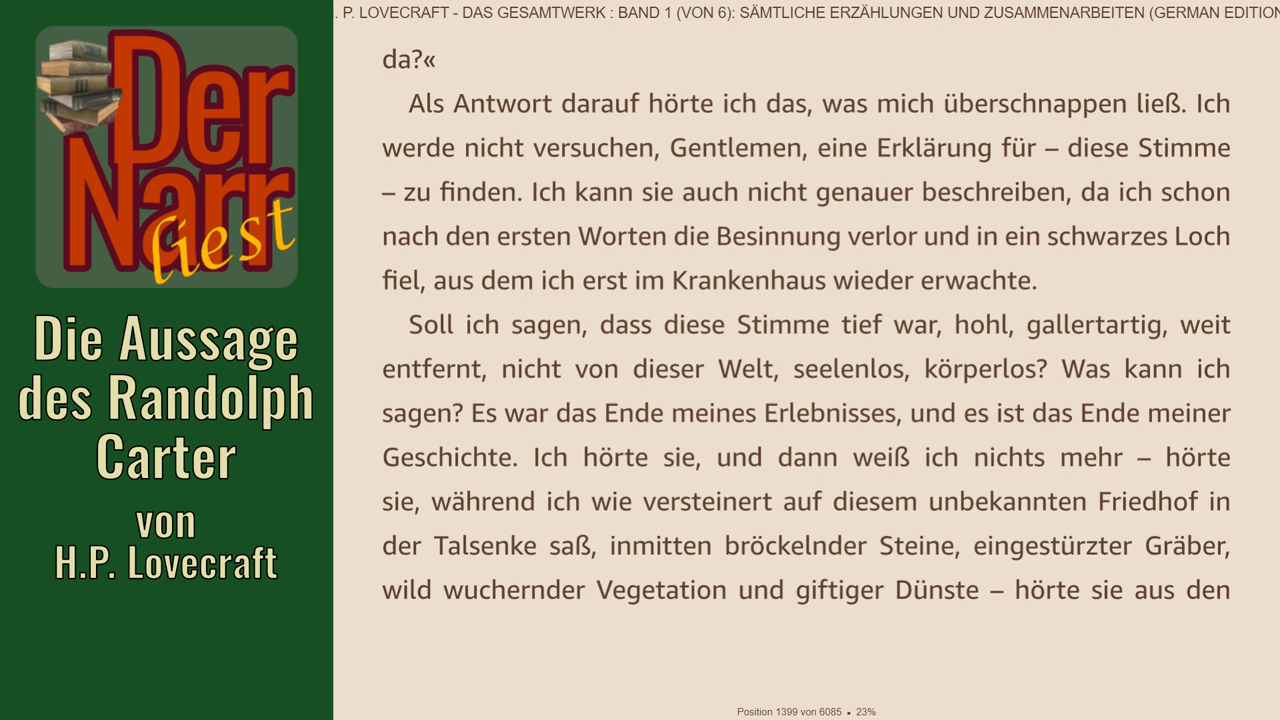 Der
Narr
liest
Die Aussage
des Randolph
Carter
von
H.P. Lovecraft
. P. LOVECRAFT - DAS GESAMTWERK : BAND 1 (VON 6): SÄMTLICHE ERZÄHLUNGEN UND ZUSAMMENARBEITEN (GERMAN EDITION
da?«
Als Antwort darauf hörte ich das, was mich überschnappen ließ. Ich
werde nicht versuchen, Gentlemen, eine Erklärung für – diese Stimme
– zu finden. Ich kann sie auch nicht genauer beschreiben, da ich schon
nach den ersten Worten die Besinnung verlor und in ein schwarzes Loch
fiel, aus dem ich erst im Krankenhaus wieder erwachte.
Soll ich sagen, dass diese Stimme tief war, hohl, gallertartig, weit
entfernt, nicht von dieser Welt, seelenlos, körperlos? Was kann ich
sagen? Es war das Ende meines Erlebnisses, und es ist das Ende meiner
Geschichte. Ich hörte sie, und dann weiß ich nichts mehr – hörte
sie, während ich wie versteinert auf diesem unbekannten Friedhof in
der Talsenke saß, inmitten bröckelnder Steine, eingestürzter Gräber,
wild wuchernder Vegetation und giftiger Dünste – hörte sie aus den
Position 1399 von 6085 • 23%